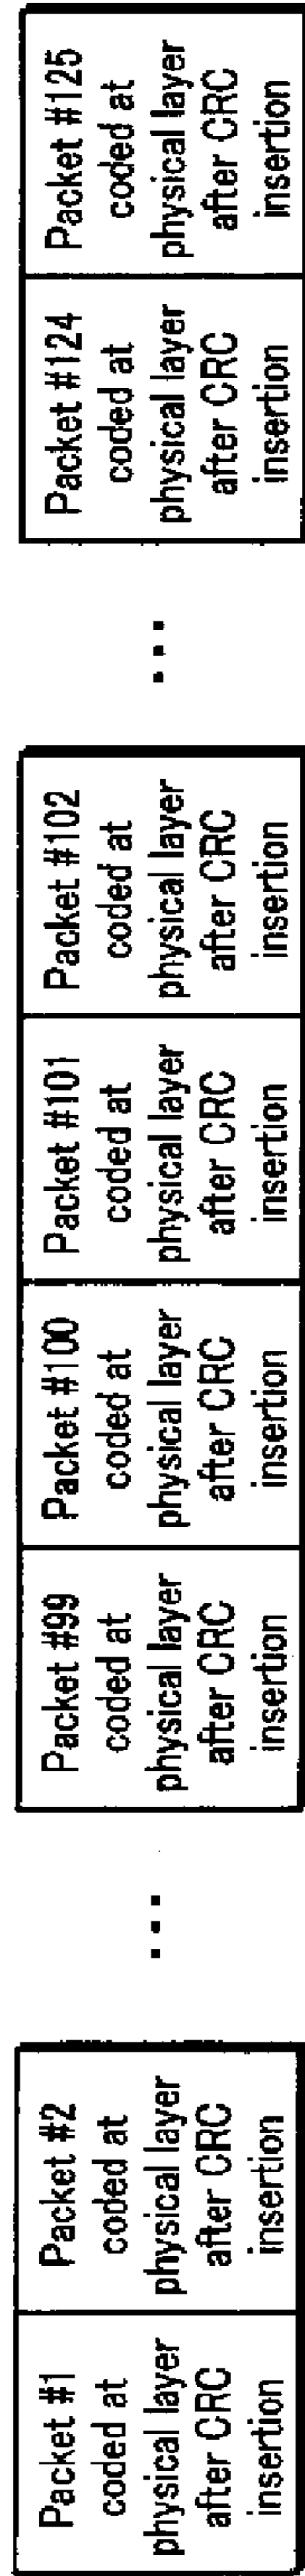 Packet #1
coded at
physical layer
after CRC
insertion
Packet #2
coded at
physical layer
after CRC
insertion
...
Packet #99
coded at
physical layer
after CRC
insertion
Packet #100
coded at
physical layer
after CRC
insertion
Packet #101
coded at
physical layer
after CRC
insertion
Packet #102
coded at
physical layer
after CRC
insertion
...
Packet #124
coded at
physical layer
after CRC
insertion
Packet #125
coded at
physical layer
after CRC
insertion